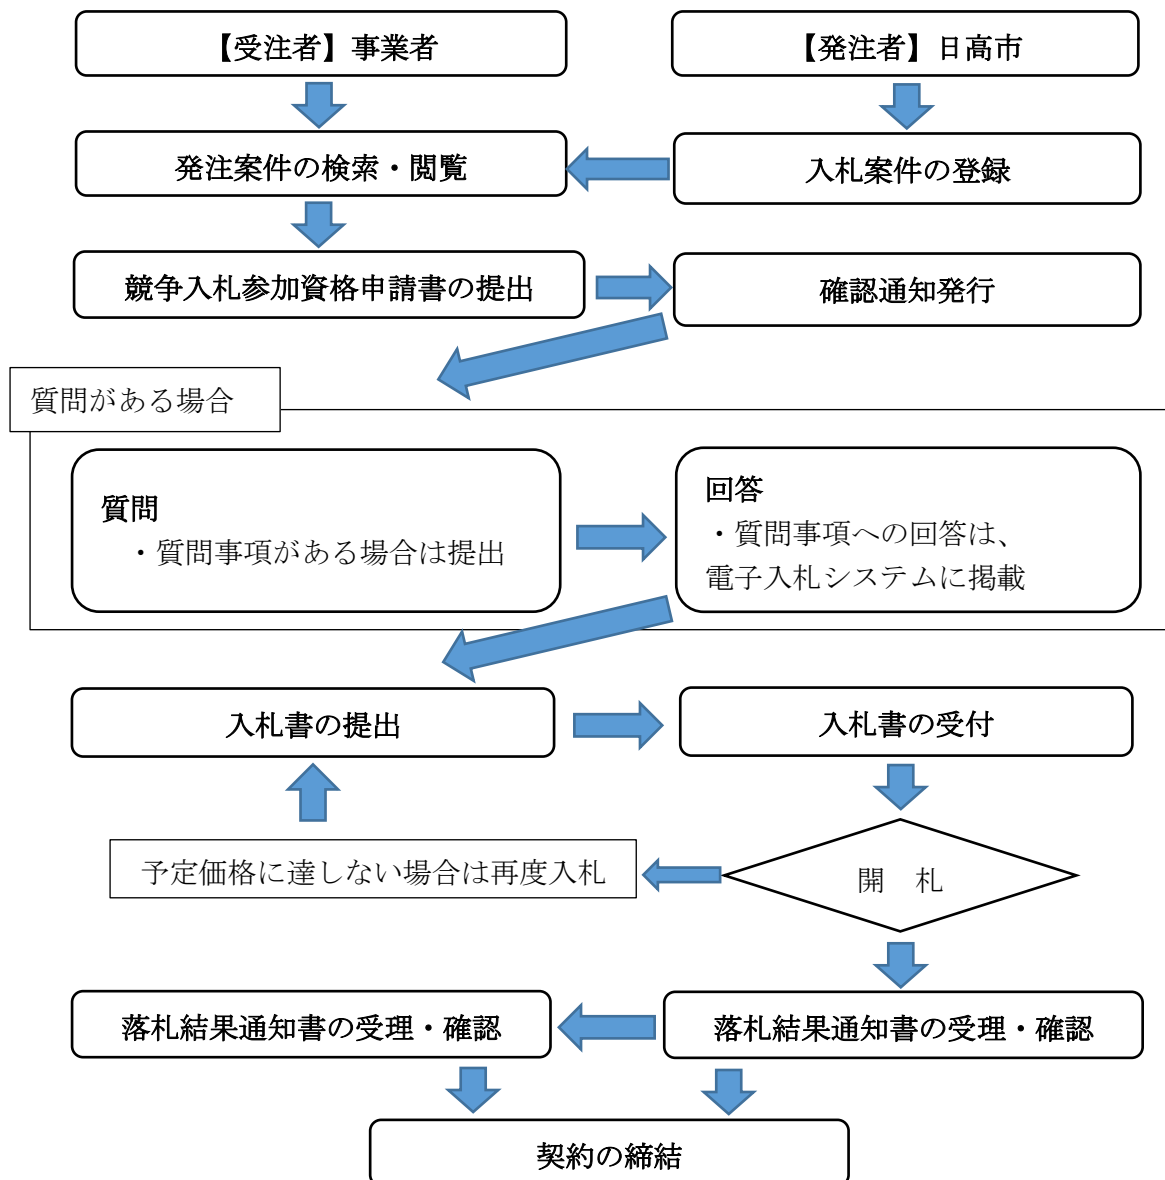 【受注者】事業者
【発注者】日高市
発注案件の検索・閲覧
入札案件の登録
競争入札参加資格申請書の提出
確認通知発行
質問がある場合
質問
・質問事項がある場合は提出
回答
・質問事項への回答は、
電子入札システムに掲載
入札書の提出
入札書の受付
予定価格に達しない場合は再度入札
開　札
落札結果通知書の受理・確認
落札結果通知書の受理・確認
契約の締結